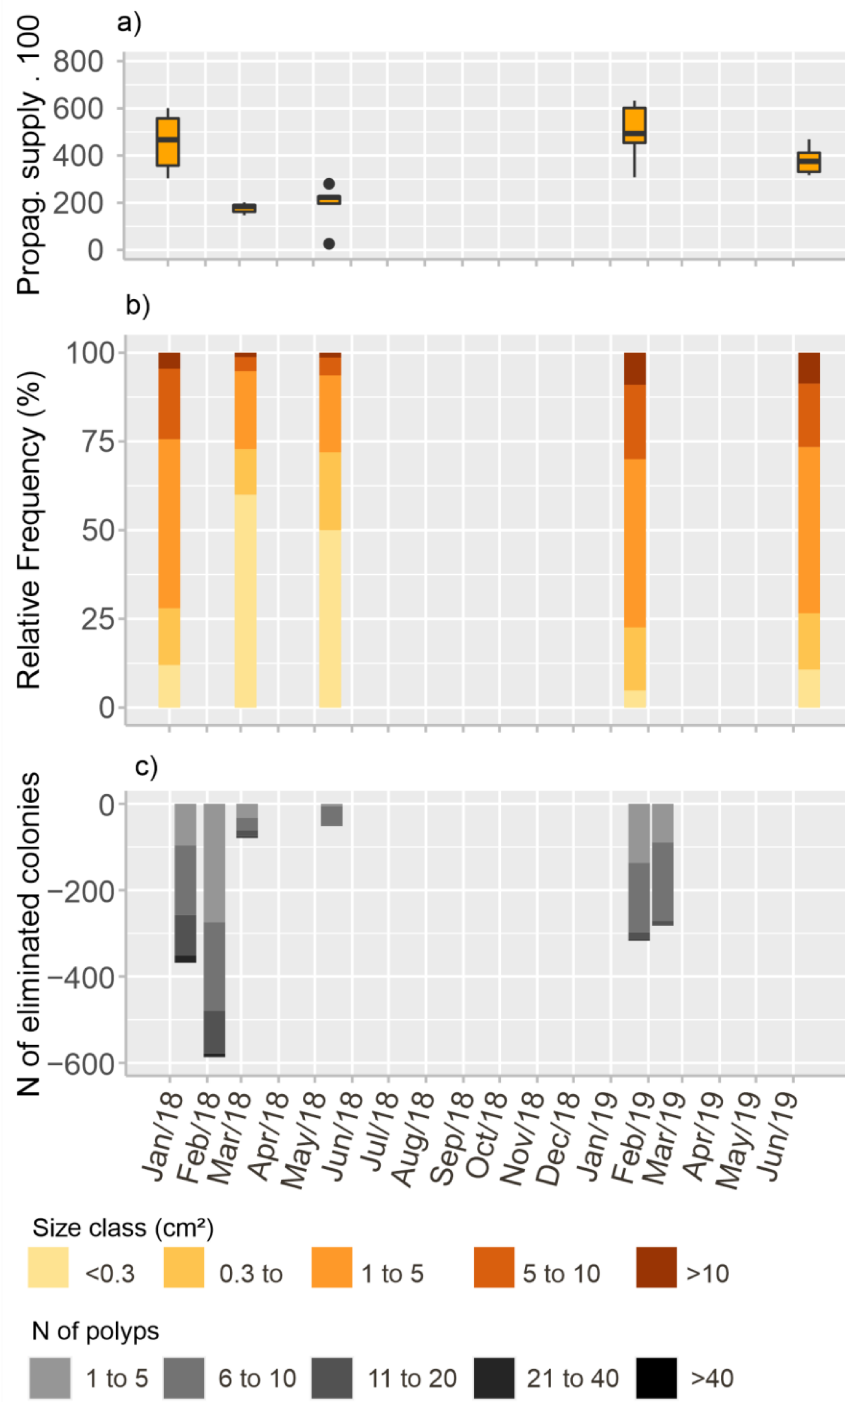 a)
Propag. supply . 100
800
600
400
200
0
b)
Relative Frequency (%)
100
75
50
25
0
c)
N of eliminated colonies
0
−200
−400
−600
Jan/18
Feb/18
Mar/18
Apr/18
May/18
Jun/18
Jul/18
Aug/18
Sep/18
Oct/18
Nov/18
Dec/18
Jan/19
Feb/19
Mar/19
Apr/19
May/19
Jun/19
Size class (cm²)
<0.3 0.3 to 1 to 5 5 to 10 >10
N of polyps
1 to 5 6 to 10 11 to 20 21 to 40 >40